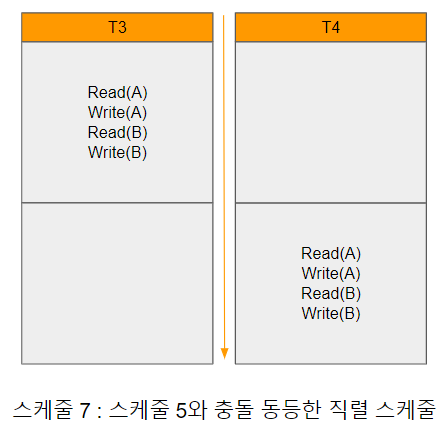 T3
T4
Read(A)
Write(A)
Read(B)
Write(B)
Read(A)
Write(A)
Read(B)
Write(B)
스케줄 7 : 스케줄 5와 충돌 동등한 직렬 스케줄